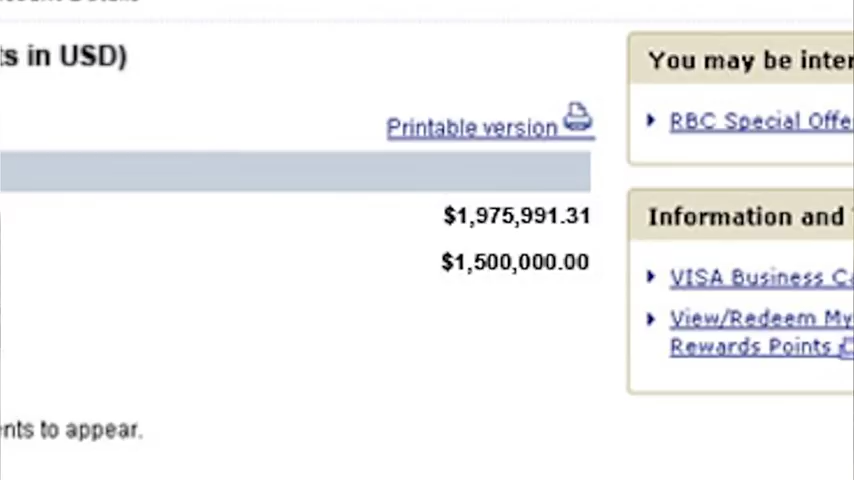 ts in USD)
You may be inter
Printable version
RBC Special Offe
$1,975,991.31
Information and
$1,500,000.00
VISA Business Ca
View/Redeem My
Rewards Points
nts to appear.